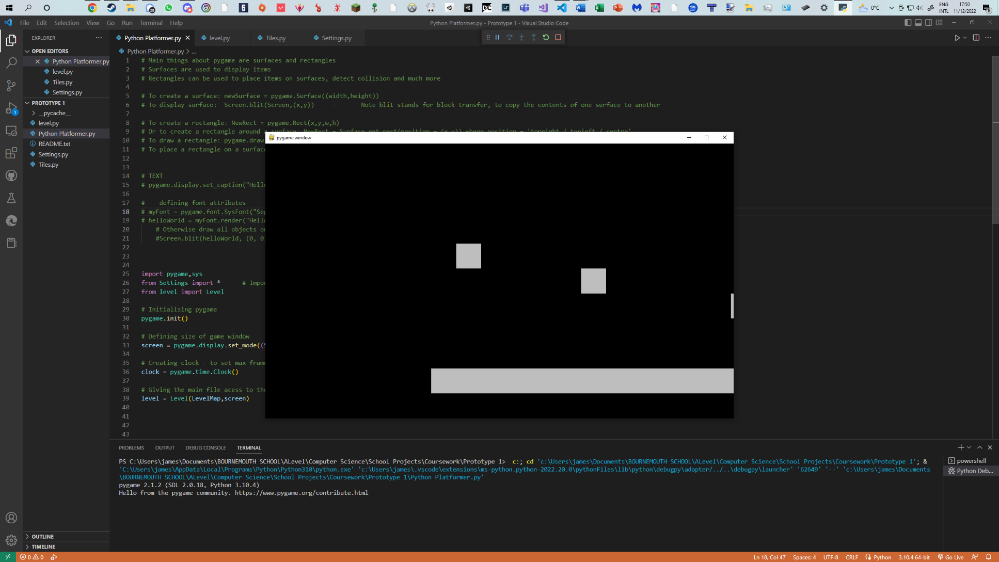 0°C
ENG
INTL
17:50
11/12/2022
File Edit Selection View Go Run Terminal Help
Python Platformer.py - Prototype 1 - Visual Studio Code
EXPLORER
OPEN EDITORS
Python Platformer.py
level.py
Tiles.py
Settings.py
PROTOTYPE 1
__pycache__
level.py
Python Platformer.py
README.txt
Settings.py
Tiles.py
OUTLINE
TIMELINE
Python Platformer.py level.py Tiles.py Settings.py
Python Platformer.py > ...
1 # Main things about pygame are surfaces and rectangles
2 # Surfaces are used to display items
3 # Rectangles can be used to place items on surfaces, detect collision and much more
4
5 # To create a surface: newSurface = pygame.Surface((width,height))
6 # To display surface:  Screen.blit(Screen,(x,y))     -       Note blit stands for block transfer, to copy the contents of one surface to another
7
8 # To create a rectangle: NewRect = pygame.Rect(x,y,w,h)
9 # Or to create a rectangle around a surface: NewRect = Surface.get_rect(position = (x,y)) where position = 'topright / topleft / centre'
10 # To draw a rectangle: pygame.draw
11 # To place a rectangle on a surface
12
13
14 # TEXT
15 # pygame.display.set_caption("Hello
16
17 #    defining font attributes
18 # myFont = pygame.font.SysFont("Seg
19 # helloWorld = myFont.render("Hello
20 # Otherwise draw all objects on
21 #Screen.blit(helloWorld, (0, 0)
22
23
24
25 import pygame,sys
26 from Settings import *      # Impor
27 from level import Level
28
29 # Initialising pygame
30 pygame.init()
31
32 # Defining size of game window
33 screen = pygame.display.set_mode((S
34
35 # Creating clock - to set max frame
36 clock = pygame.time.Clock()
37
38 # Giving the main file acess to the
39 level = Level(LevelMap,screen)
40
41
42
43
pygame window
PROBLEMS OUTPUT DEBUG CONSOLE TERMINAL
PS C:\Users\james\Documents\BOURNEMOUTH SCHOOL\ALevel\Computer Science\School Projects\Coursework\Prototype 1>  c:; cd 'c:\Users\james\Documents\BOURNEMOUTH SCHOOL\ALevel\Computer Science\School Projects\Coursework\Prototype 1'; &
'C:\Users\james\AppData\Local\Programs\Python\Python310\python.exe' 'c:\Users\james\.vscode\extensions\ms-python.python-2022.20.0\pythonFiles\lib\python\debugpy\adapter/../..\debugpy\launcher' '62649' '--' 'c:\Users\james\Documents
\BOURNEMOUTH SCHOOL\ALevel\Computer Science\School Projects\Coursework\Prototype 1\Python Platformer.py'
pygame 2.1.2 (SDL 2.0.18, Python 3.10.4)
Hello from the pygame community. https://www.pygame.org/contribute.html
powershell
Python Deb...
0 0
Ln 18, Col 47 Spaces: 4 UTF-8 CRLF Python 3.10.4 64-bit Go Live